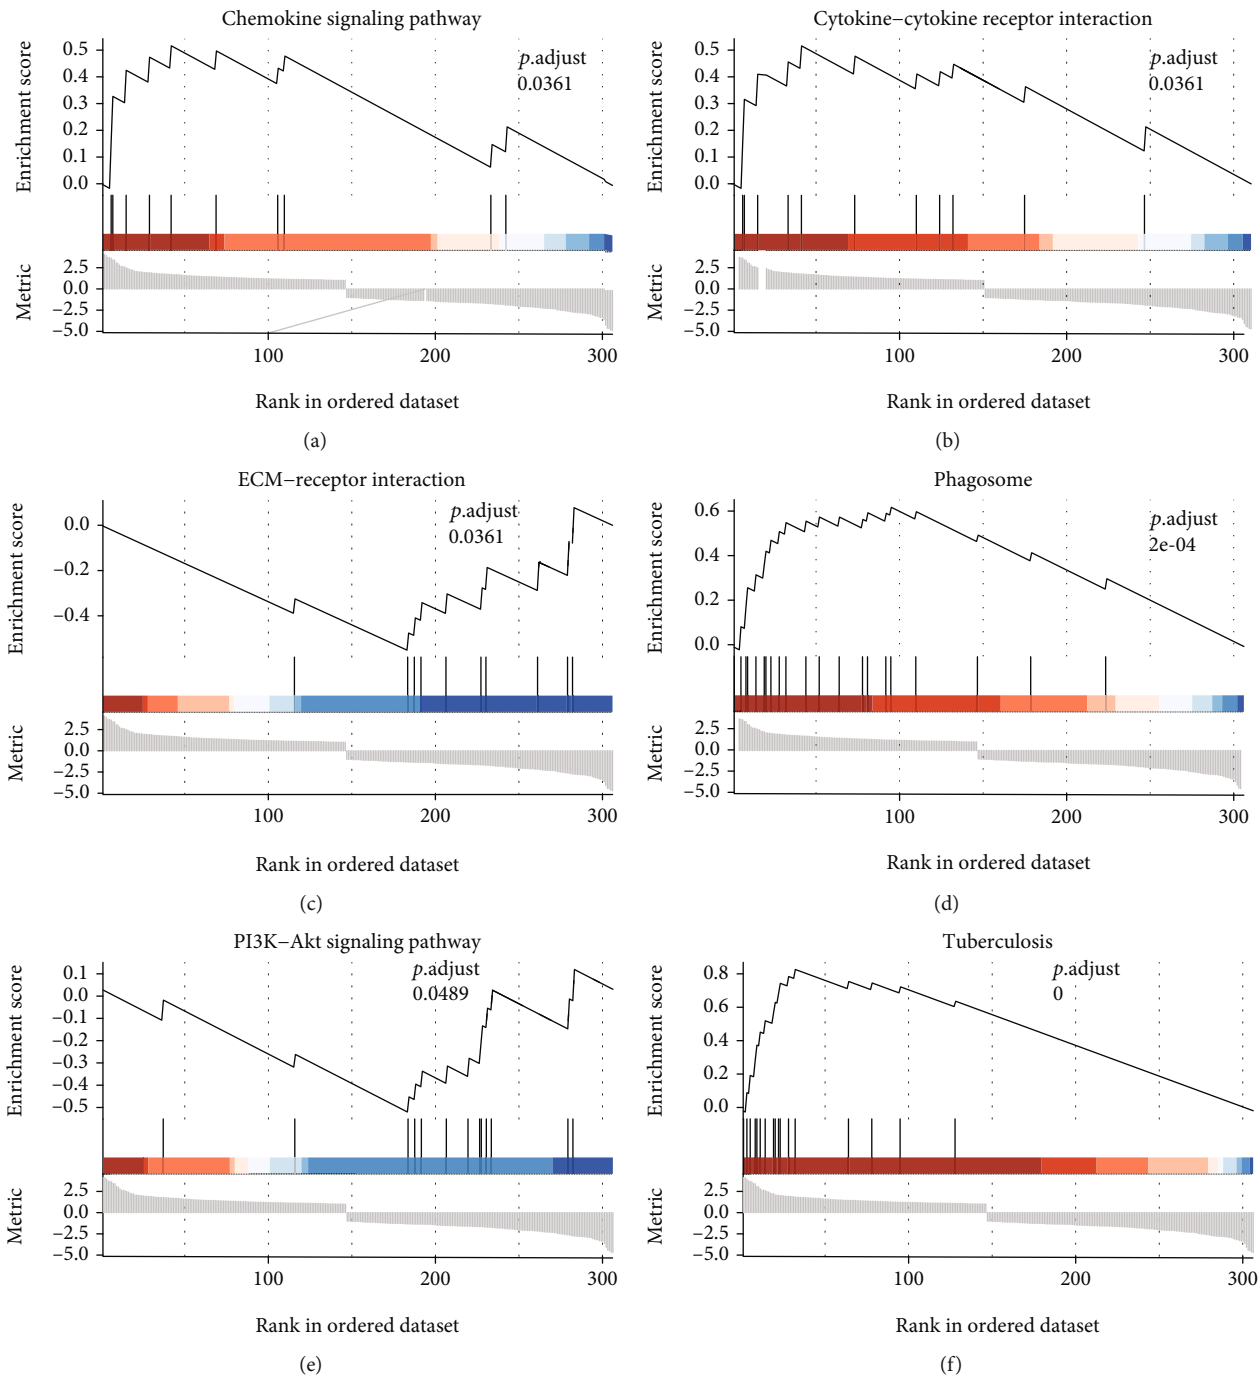 Chemokine signaling pathway
Enrichment score
0.5
0.4
0.3
0.2
0.1
0.0
p.adjust
0.0361
Metric
2.5
0.0
−2.5
−5.0
100 200 300
Rank in ordered dataset
(a)
Cytokine−cytokine receptor interaction
Enrichment score
0.5
0.4
0.3
0.2
0.1
0.0
p.adjust
0.0361
Metric
2.5
0.0
−2.5
−5.0
100 200 300
Rank in ordered dataset
(b)
ECM−receptor interaction
Enrichment score
0.0
−0.2
−0.4
p.adjust
0.0361
Metric
2.5
0.0
−2.5
−5.0
100 200 300
Rank in ordered dataset
(c)
Phagosome
Enrichment score
0.6
0.4
0.2
0.0
p.adjust
2e-04
Metric
2.5
0.0
−2.5
−5.0
100 200 300
Rank in ordered dataset
(d)
PI3K−Akt signaling pathway
Enrichment score
0.1
0.0
−0.1
−0.2
−0.3
−0.4
−0.5
p.adjust
0.0489
Metric
2.5
0.0
−2.5
−5.0
100 200 300
Rank in ordered dataset
(e)
Tuberculosis
Enrichment score
0.8
0.6
0.4
0.2
0.0
p.adjust
0
Metric
2.5
0.0
−2.5
−5.0
100 200 300
Rank in ordered dataset
(f)